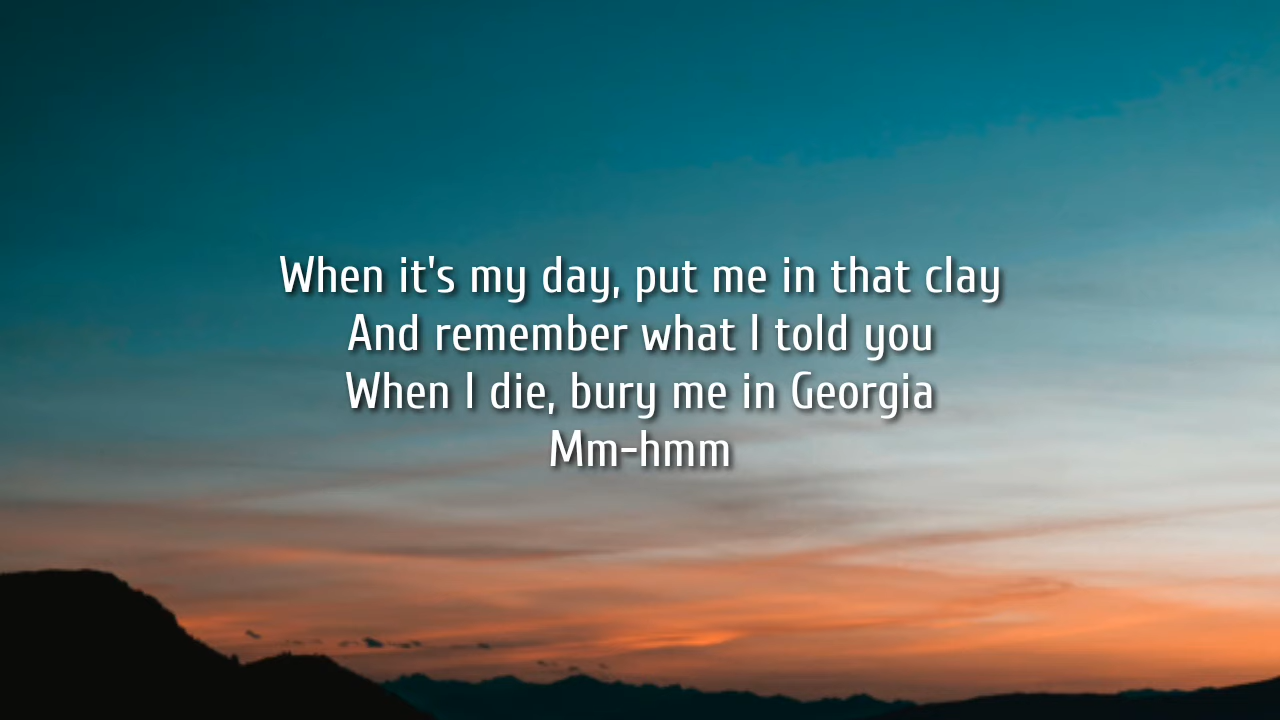 When it's my day, put me in that clay
And remember what I told you
When I die, bury me in Georgia
Mm-hmm